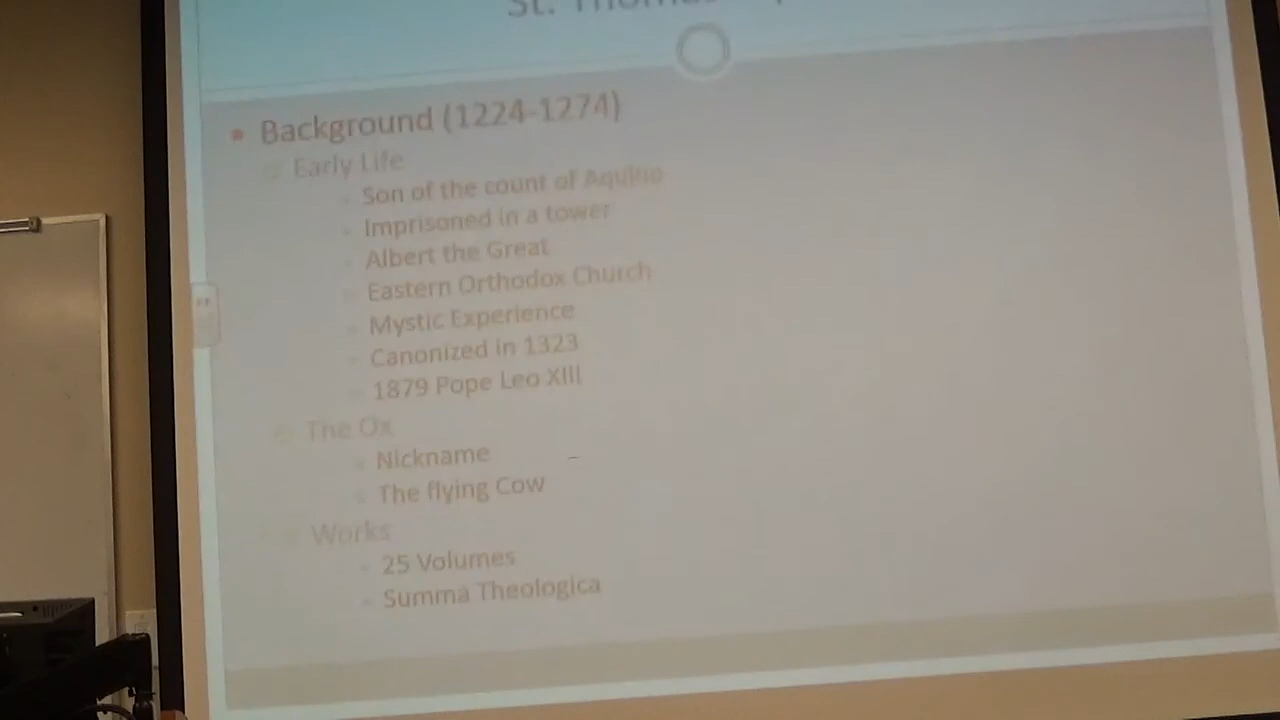 St. Thomas
Background (1224-1274)
Early Life
Son of the count of Aquino
Imprisoned in a tower
Albert the Great
Eastern Orthodox Church
Mystic Experience
Canonized in 1323
1879 Pope Leo XIII
The Ox
Nickname
The flying Cow
Works
25 Volumes
Summa Theologica